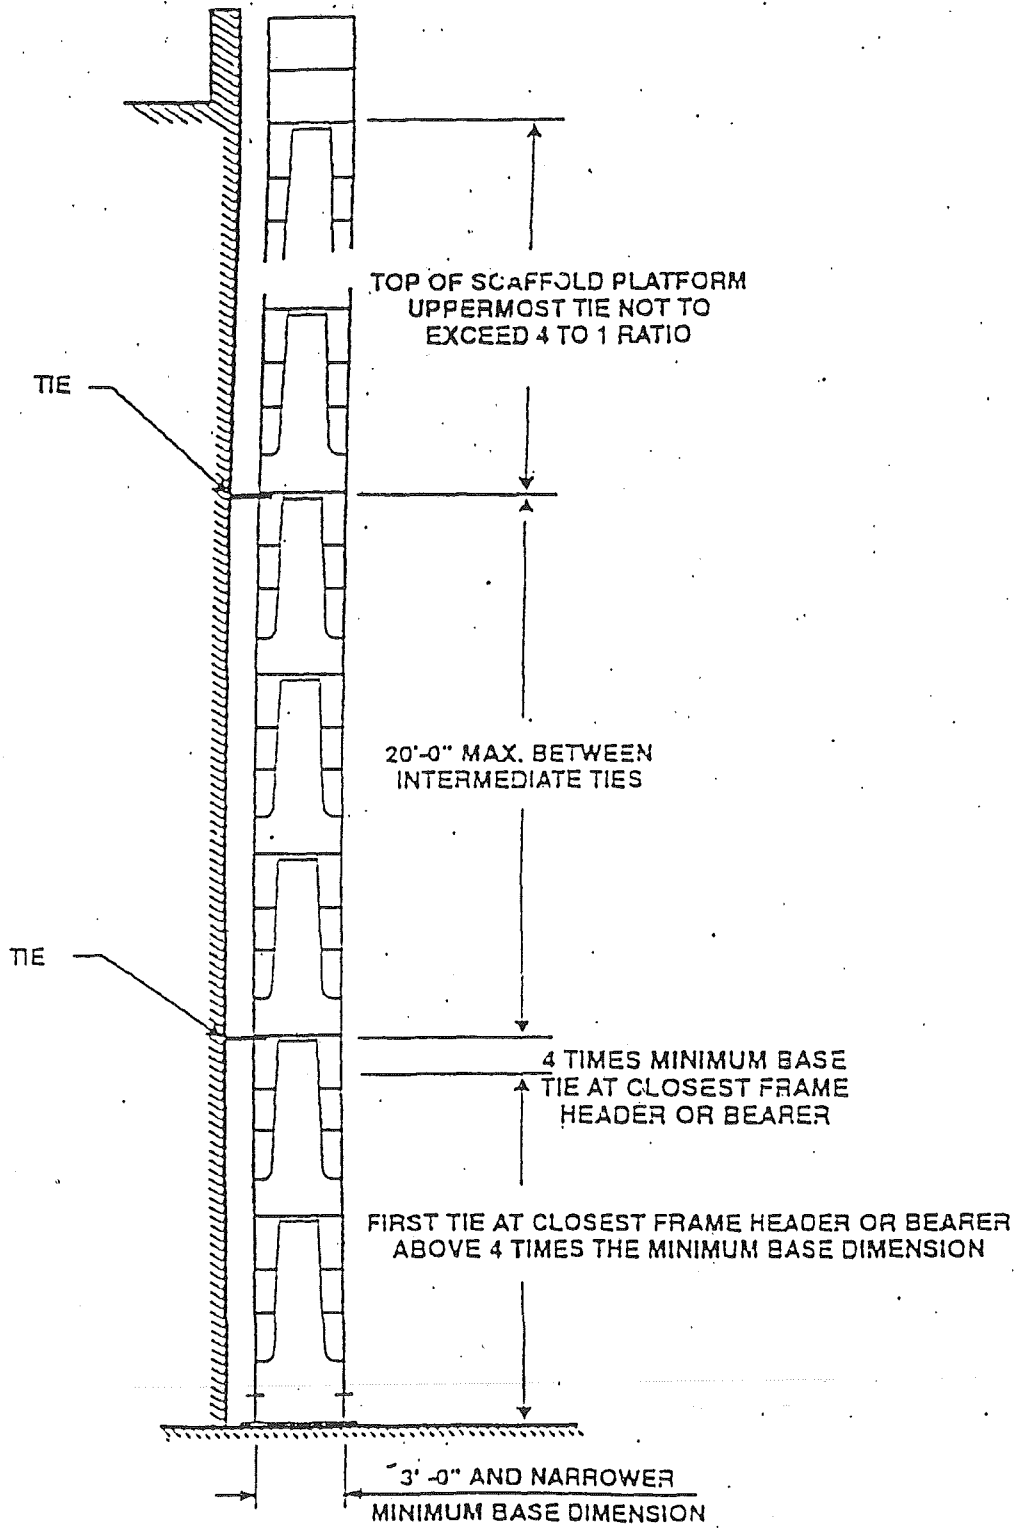 TOP OF SCAFFOLD PLATFORM
UPPERMOST TIE NOT TO
EXCEED 4 TO 1 RATIO
TIE
20'-0" MAX. BETWEEN
INTERMEDIATE TIES
TIE
4 TIMES MINIMUM BASE
TIE AT CLOSEST FRAME
HEADER OR BEARER
FIRST TIE AT CLOSEST FRAME HEADER OR BEARER
ABOVE 4 TIMES THE MINIMUM BASE DIMENSION
3'-0" AND NARROWER
MINIMUM BASE DIMENSION